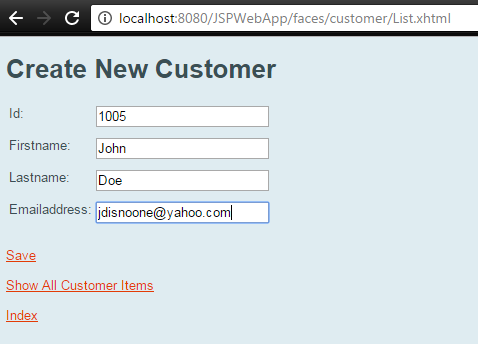 localhost:8080/JSPWebApp/faces/customer/List.xhtml
Create New Customer
Id: 1005
Firstname: John
Lastname: Doe
Emailaddress: jdisnoone@yahoo.com
Save
Show All Customer Items
Index